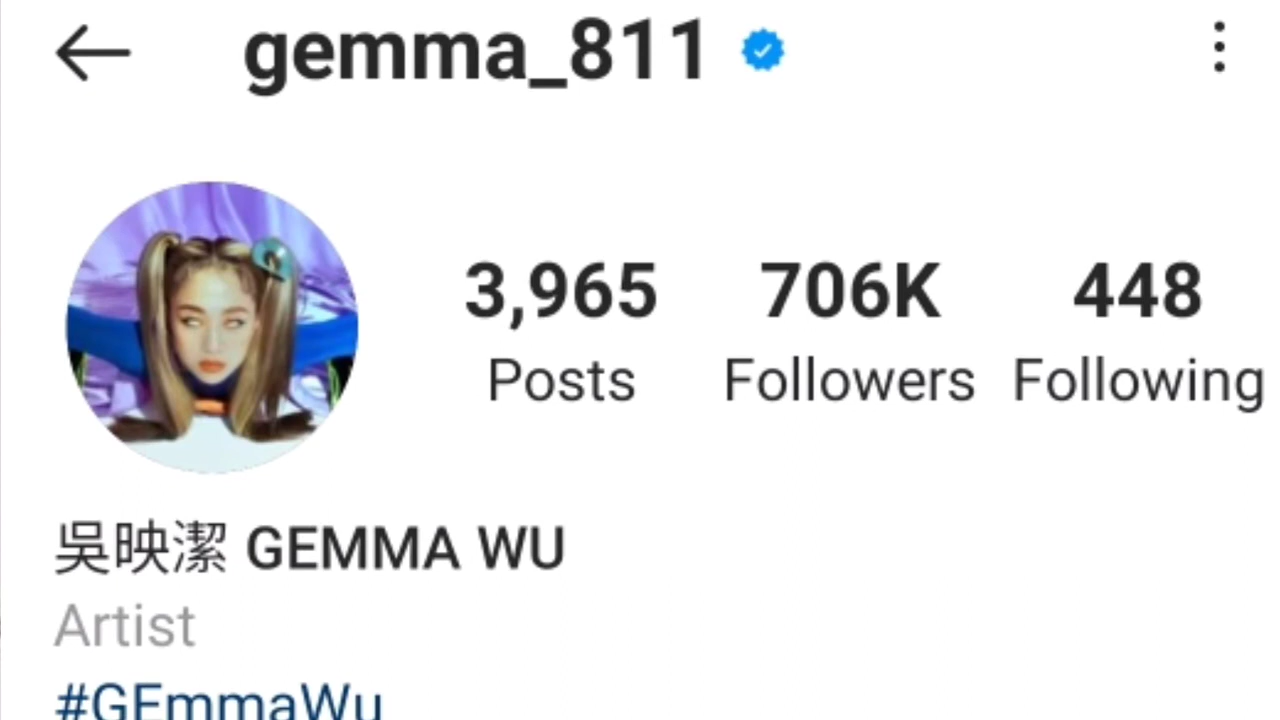 gemma_811
3,965 706K 448
Posts Followers Following
吳映潔 GEMMA WU
Artist
#GEmmaWu